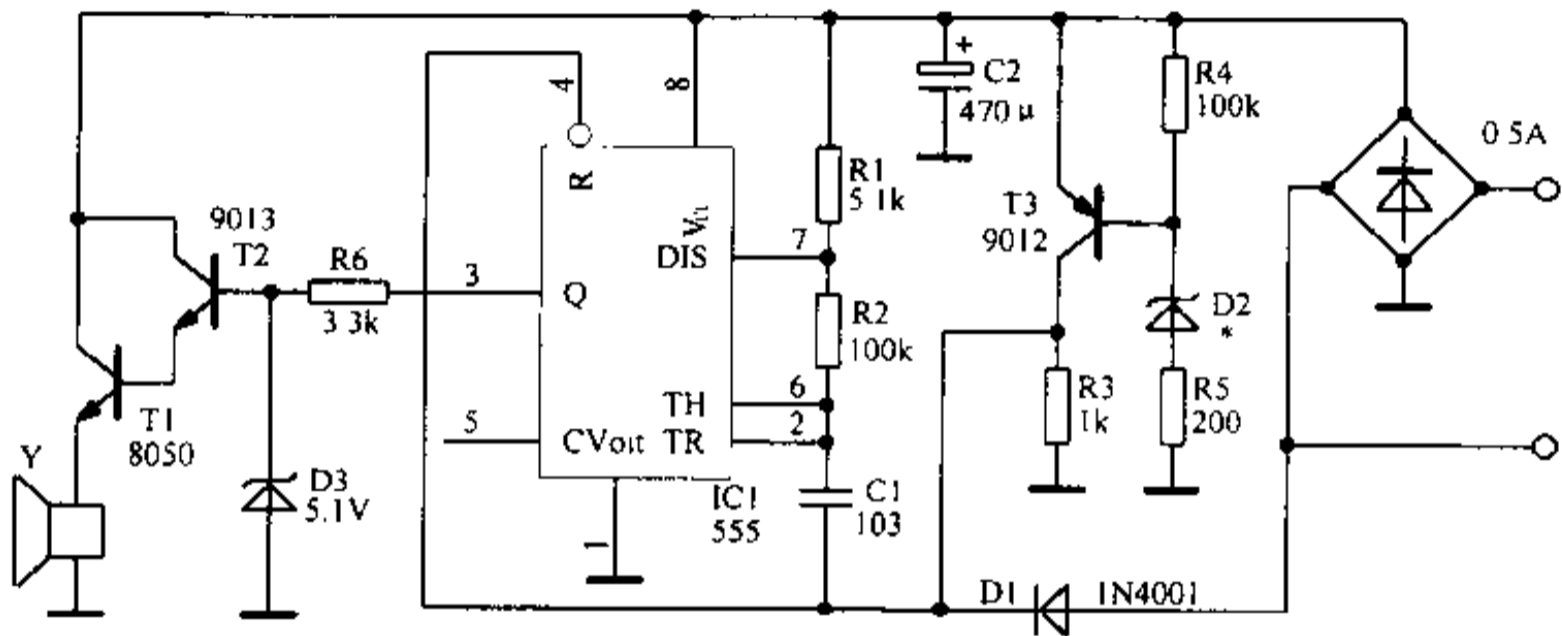 4
8
+
C2
470 μ
R4
100k
0 5A
R
R1
5 1k
9013
T2
R6
3 3k
3
Q
DIS
7
T3
9012
R2
100k
D2
*
T1
8050
Y
D3
5.1V
5
CVolt
TH
TR
6
2
R3
1k
R5
200
IC1
555
C1
103
1
D1
1N4001